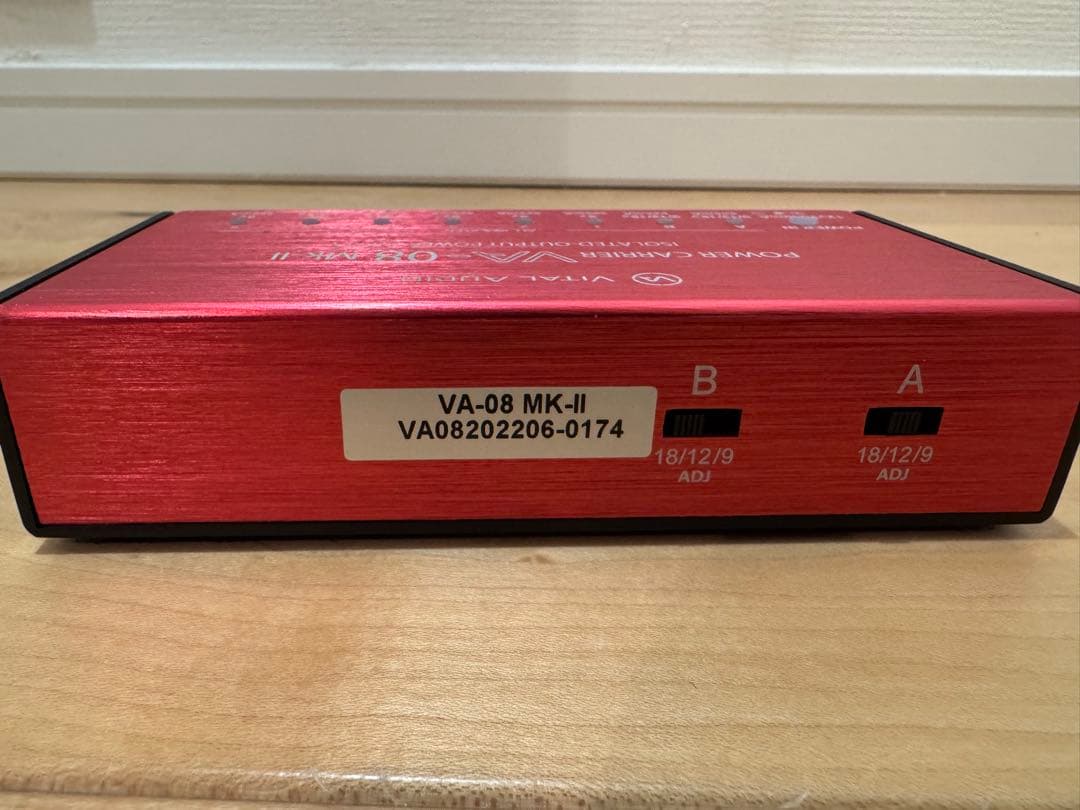 POWER CARRIER VA-08 Mk II
ISOLATED OUTPUT POWER
VITAL AUDIO
B
A
VA-08 MK-II
VA08202206-0174
18/12/9
ADJ
18/12/9
ADJ